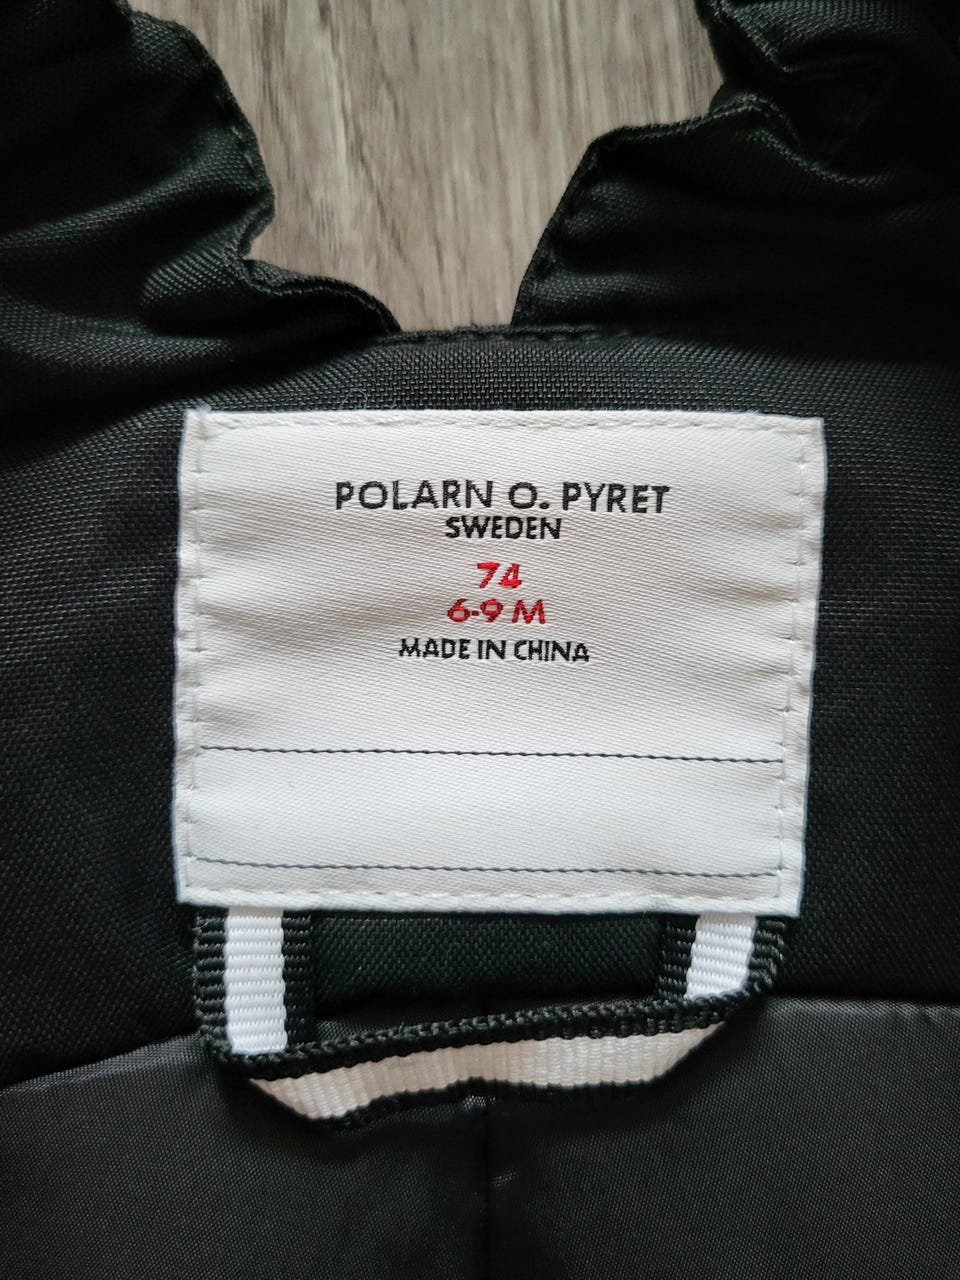 POLARN O. PYRET
SWEDEN
74
6-9 M
MADE IN CHINA